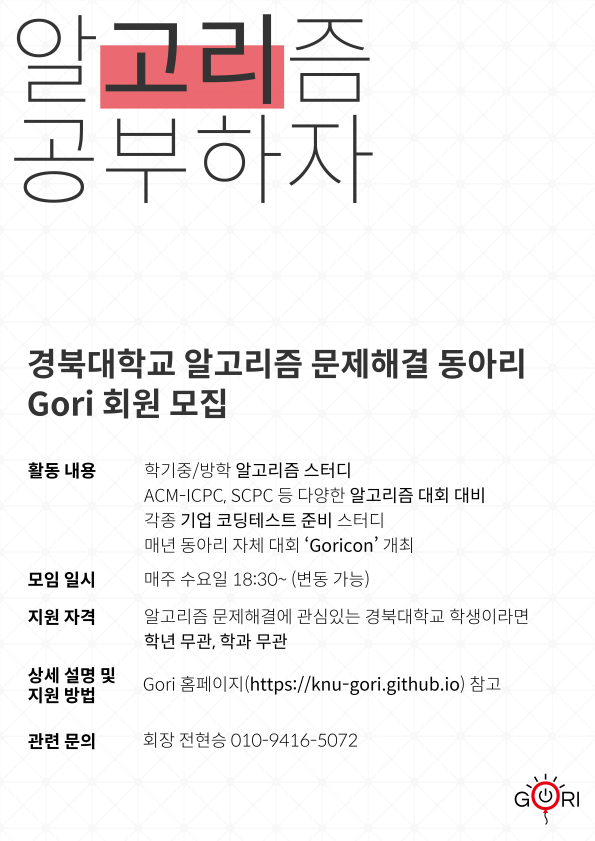 알고리즘
공부하자
경북대학교 알고리즘 문제해결 동아리
Gori 회원 모집
활동 내용
학기중/방학 알고리즘 스터디
ACM-ICPC, SCPC 등 다양한 알고리즘 대회 대비
각종 기업 코딩테스트 준비 스터디
매년 동아리 자체 대회 ‘Goricon’ 개최
모임 일시
매주 수요일 18:30~ (변동 가능)
지원 자격
알고리즘 문제해결에 관심있는 경북대학교 학생이라면
학년 무관, 학과 무관
상세 설명 및
지원 방법
Gori 홈페이지(https://knu-gori.github.io) 참고
관련 문의
회장 전현승 010-9416-5072
GORI